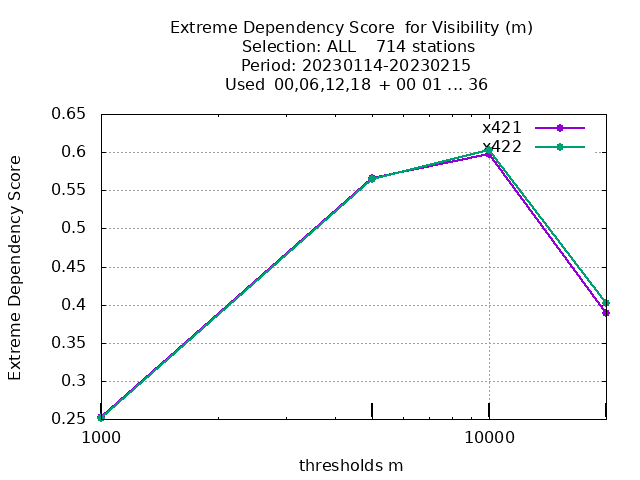 Extreme Dependency Score  for Visibility (m)
Selection: ALL    714 stations
Period: 20230114-20230215
Used  00,06,12,18  + 00 01 ... 36
Extreme Dependency Score
0.65
0.6
0.55
0.5
0.45
0.4
0.35
0.3
0.25
x421
x422
1000
10000
thresholds m